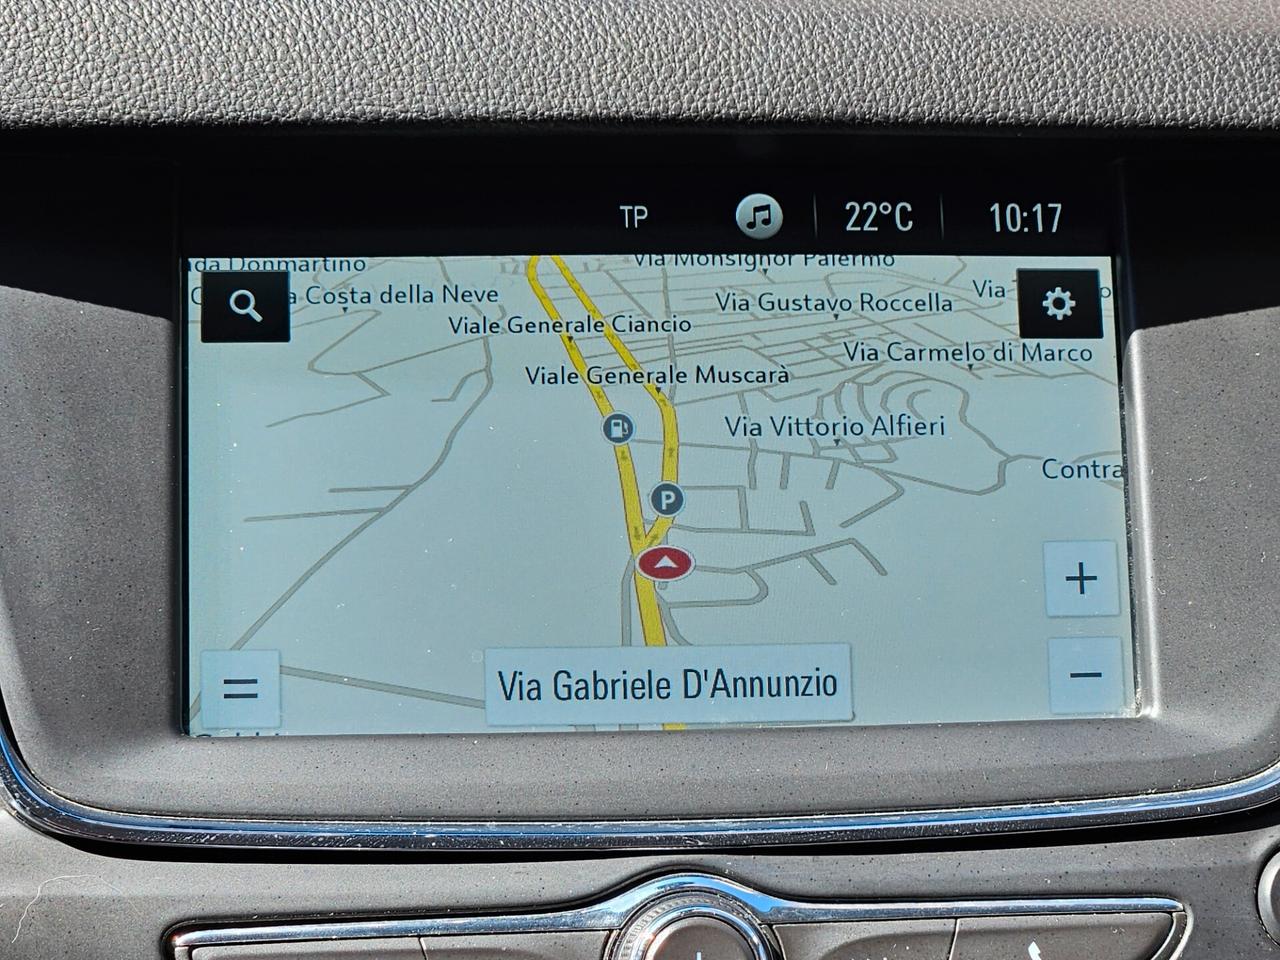 TP 22°C 10:17
Donmartino
Via Monsignor Palermo
Costa della Neve
Via Gustavo Roccella
Via
Viale Generale Ciancio
Via Carmelo di Marco
Viale Generale Muscarà
Via Vittorio Alfieri
P
Contra
+
Via Gabriele D'Annunzio
−